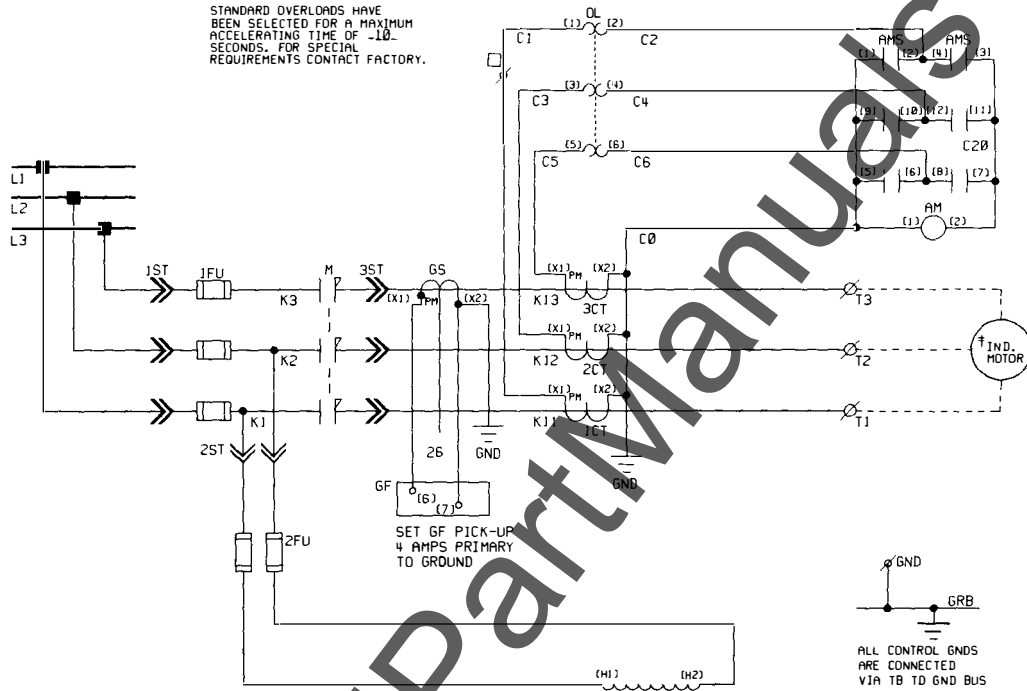 STANDARD OVERLOADS HAVE
BEEN SELECTED FOR A MAXIMUM
ACCELERATING TIME OF -10-
SECONDS. FOR SPECIAL
REQUIREMENTS CONTACT FACTORY.
OL
C1 [1] [2] C2
AMS AMS
[1] [2] [4] [3]
C3 [3] [4] C4
[9] [10] [12] [11]
C20
C5 [5] [6] C6
[5] [6] [8] [7]
AM
[1] [2]
C0
L1
L2
L3
1ST 1FU K3 M 3ST GS
[X1] PM [X2]
K13 [X1] PM [X2] 3CT T3
K2 K12 [X1] PM [X2] 2CT T2
‡IND.
MOTOR
K1 K11 [X1] PM [X2] 1CT T1
2ST 26 GND
GND
GF [6]
[7]
SET GF PICK-UP
4 AMPS PRIMARY
TO GROUND
2FU
GND
GRB
ALL CONTROL GNDS
ARE CONNECTED
VIA TB TO GND BUS
[H1] [H2]
PartManuals